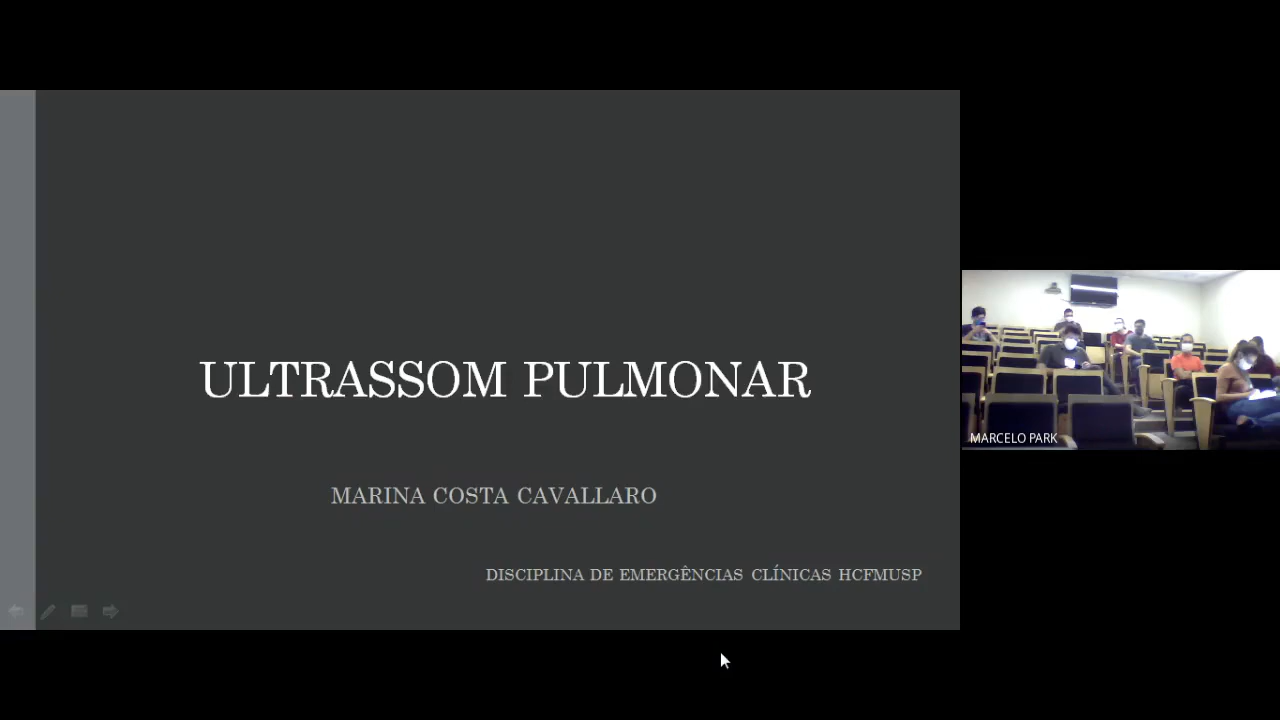 ULTRASSOM PULMONAR
MARINA COSTA CAVALLARO
DISCIPLINA DE EMERGÊNCIAS CLÍNICAS HCFMUSP
MARCELO PARK